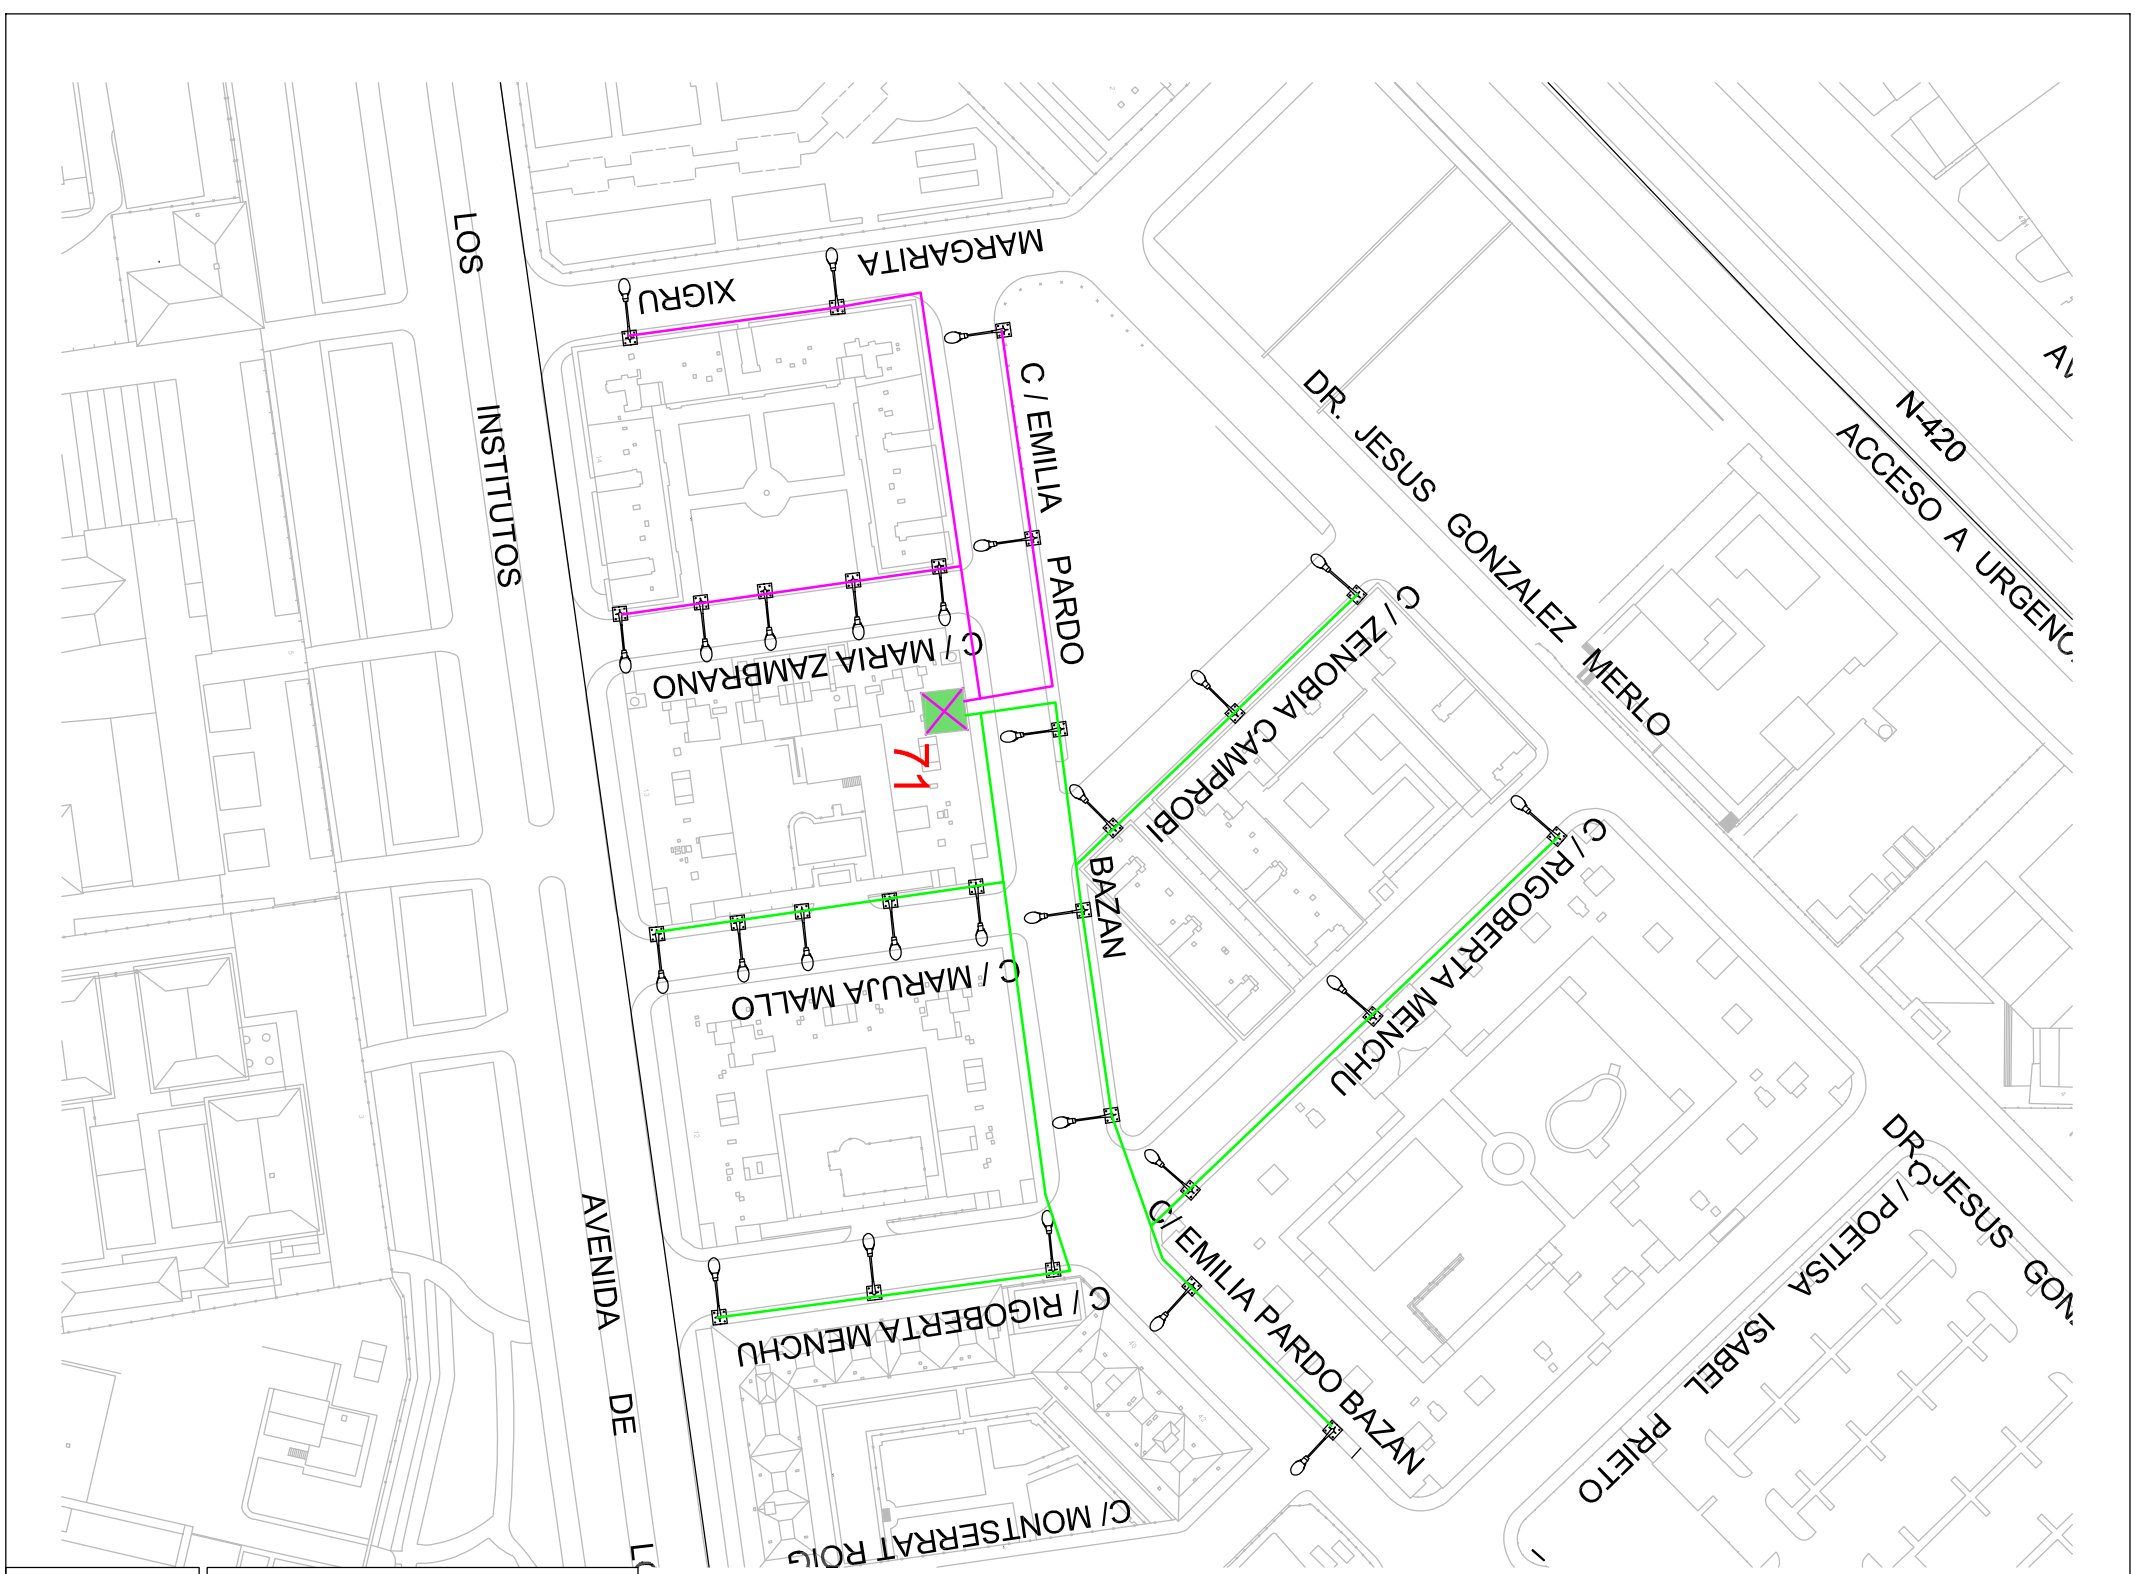 LOS
INSTITUTOS
AVENIDA
DE
MARGARITA
XIGRU
C / EMILIA
PARDO
BAZAN
C / MARIA ZAMBRANO
71
C / MARUJA MALLO
C / RIGOBERTA MENCHU
C/ MONTSERRAT ROIG
C / ZENOBIA CAMPROBI
C / RIGOBERTA MENCHU
C/ EMILIA PARDO BAZAN
DR. JESUS GONZALEZ MERLO
N-420
ACCESO A URGENC.
AV
DR. JESUS GON
C / POETISA ISABEL PRIETO